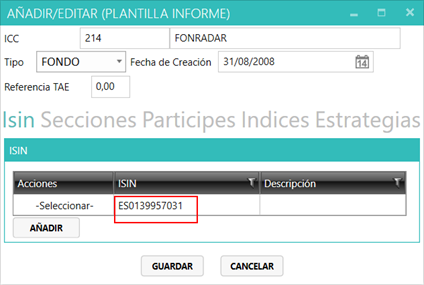 AÑADIR/EDITAR (PLANTILLA INFORME)
ICC 214 FONRADAR
Tipo FONDO Fecha de Creación 31/08/2008 14
Referencia TAE 0,00
Isin Secciones Participes Indices Estrategias
ISIN
Acciones ISIN Descripción
-Seleccionar- ES0139957031
AÑADIR
GUARDAR CANCELAR